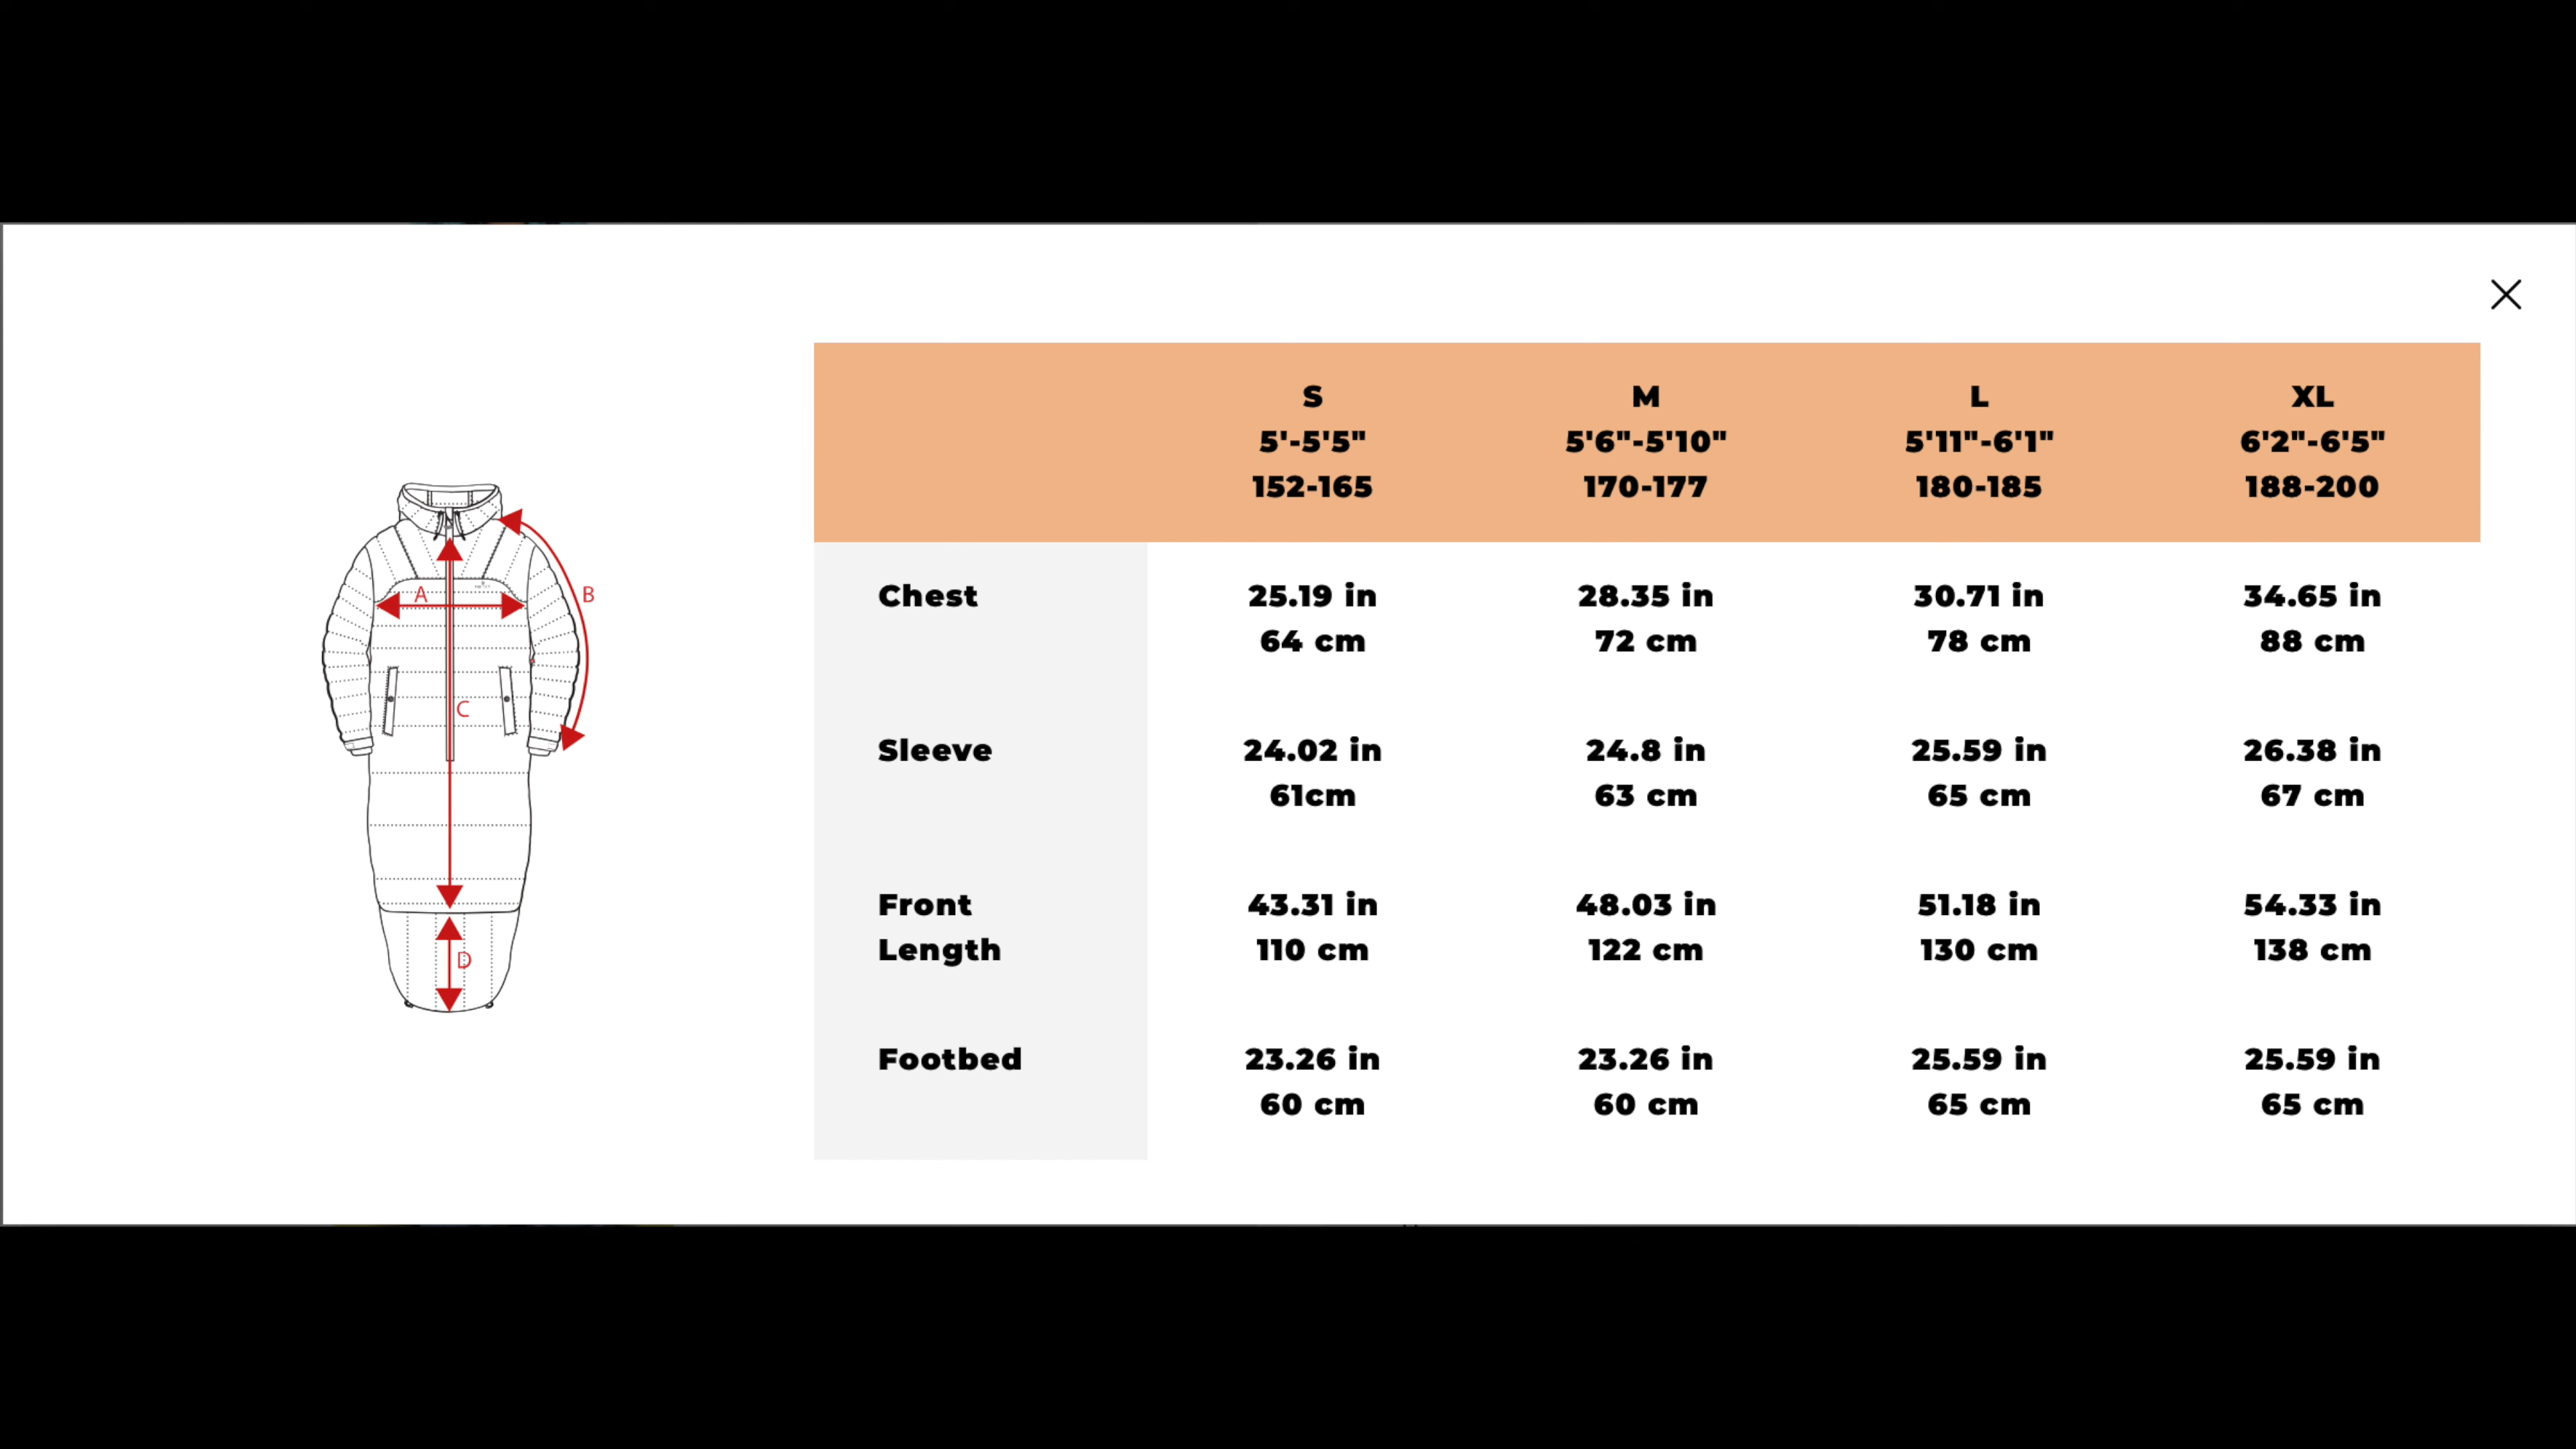 A
B
C
D
S M L XL
5'-5'5" 5'6"-5'10" 5'11"-6'1" 6'2"-6'5"
152-165 170-177 180-185 188-200
Chest 25.19 in 28.35 in 30.71 in 34.65 in
64 cm 72 cm 78 cm 88 cm
Sleeve 24.02 in 24.8 in 25.59 in 26.38 in
61cm 63 cm 65 cm 67 cm
Front 43.31 in 48.03 in 51.18 in 54.33 in
Length 110 cm 122 cm 130 cm 138 cm
Footbed 23.26 in 23.26 in 25.59 in 25.59 in
60 cm 60 cm 65 cm 65 cm